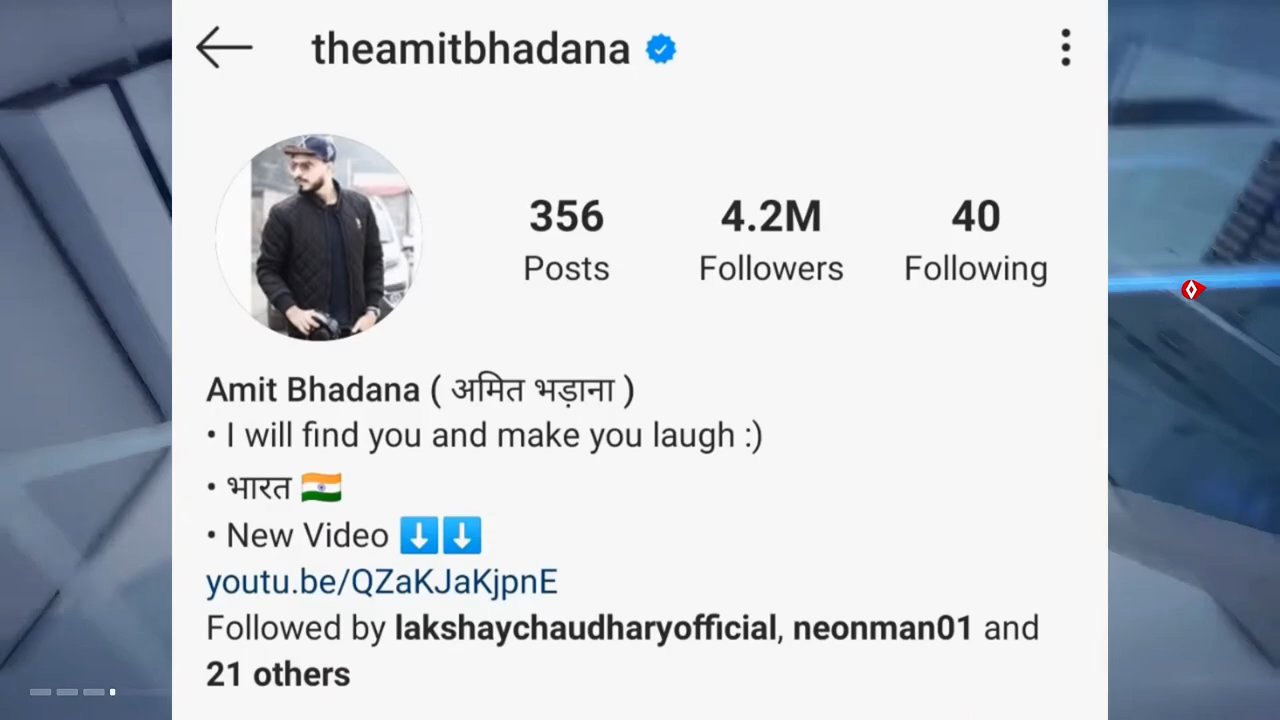 theamitbhadana
356 4.2M 40
Posts Followers Following
Amit Bhadana ( अमित भड़ाना )
• I will find you and make you laugh :)
• भारत 🇮🇳
• New Video ⬇️⬇️
youtu.be/QZaKJaKjpnE
Followed by lakshaychaudharyofficial, neonman01 and
21 others